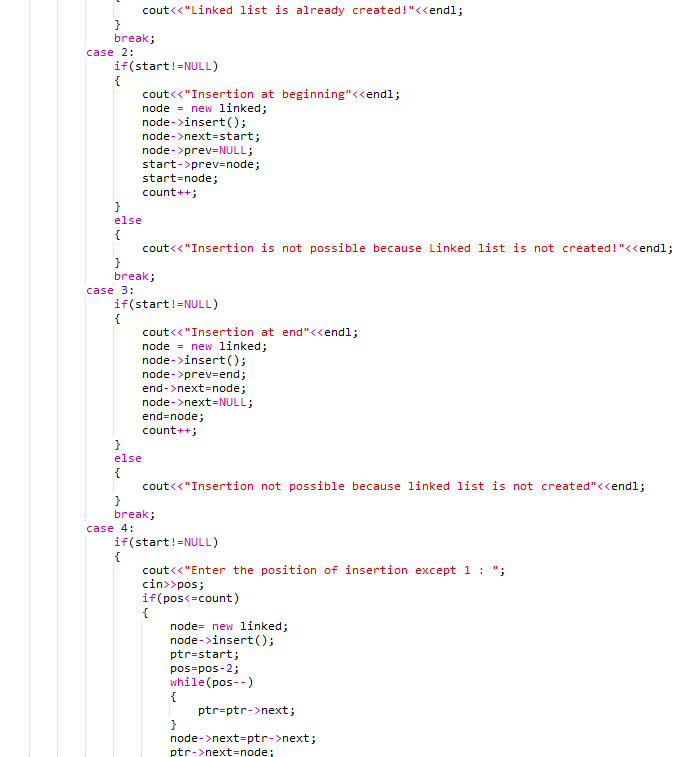 cout<<"Linked list is already created!"<<endl;
}
break;
case 2:
if(start!=NULL)
{
cout<<"Insertion at beginning"<<endl;
node = new linked;
node->insert();
node->next=start;
node->prev=NULL;
start->prev=node;
start=node;
count++;
}
else
{
cout<<"Insertion is not possible because Linked list is not created!"<<endl;
}
break;
case 3:
if(start!=NULL)
{
cout<<"Insertion at end"<<endl;
node = new linked;
node->insert();
node->prev=end;
end->next=node;
node->next=NULL;
end=node;
count++;
}
else
{
cout<<"Insertion not possible because linked list is not created"<<endl;
}
break;
case 4:
if(start!=NULL)
{
cout<<"Enter the position of insertion except 1 : ";
cin>>pos;
if(pos<=count)
{
node= new linked;
node->insert();
ptr=start;
pos=pos-2;
while(pos--)
{
ptr=ptr->next;
}
node->next=ptr->next;
ptr->next=node;